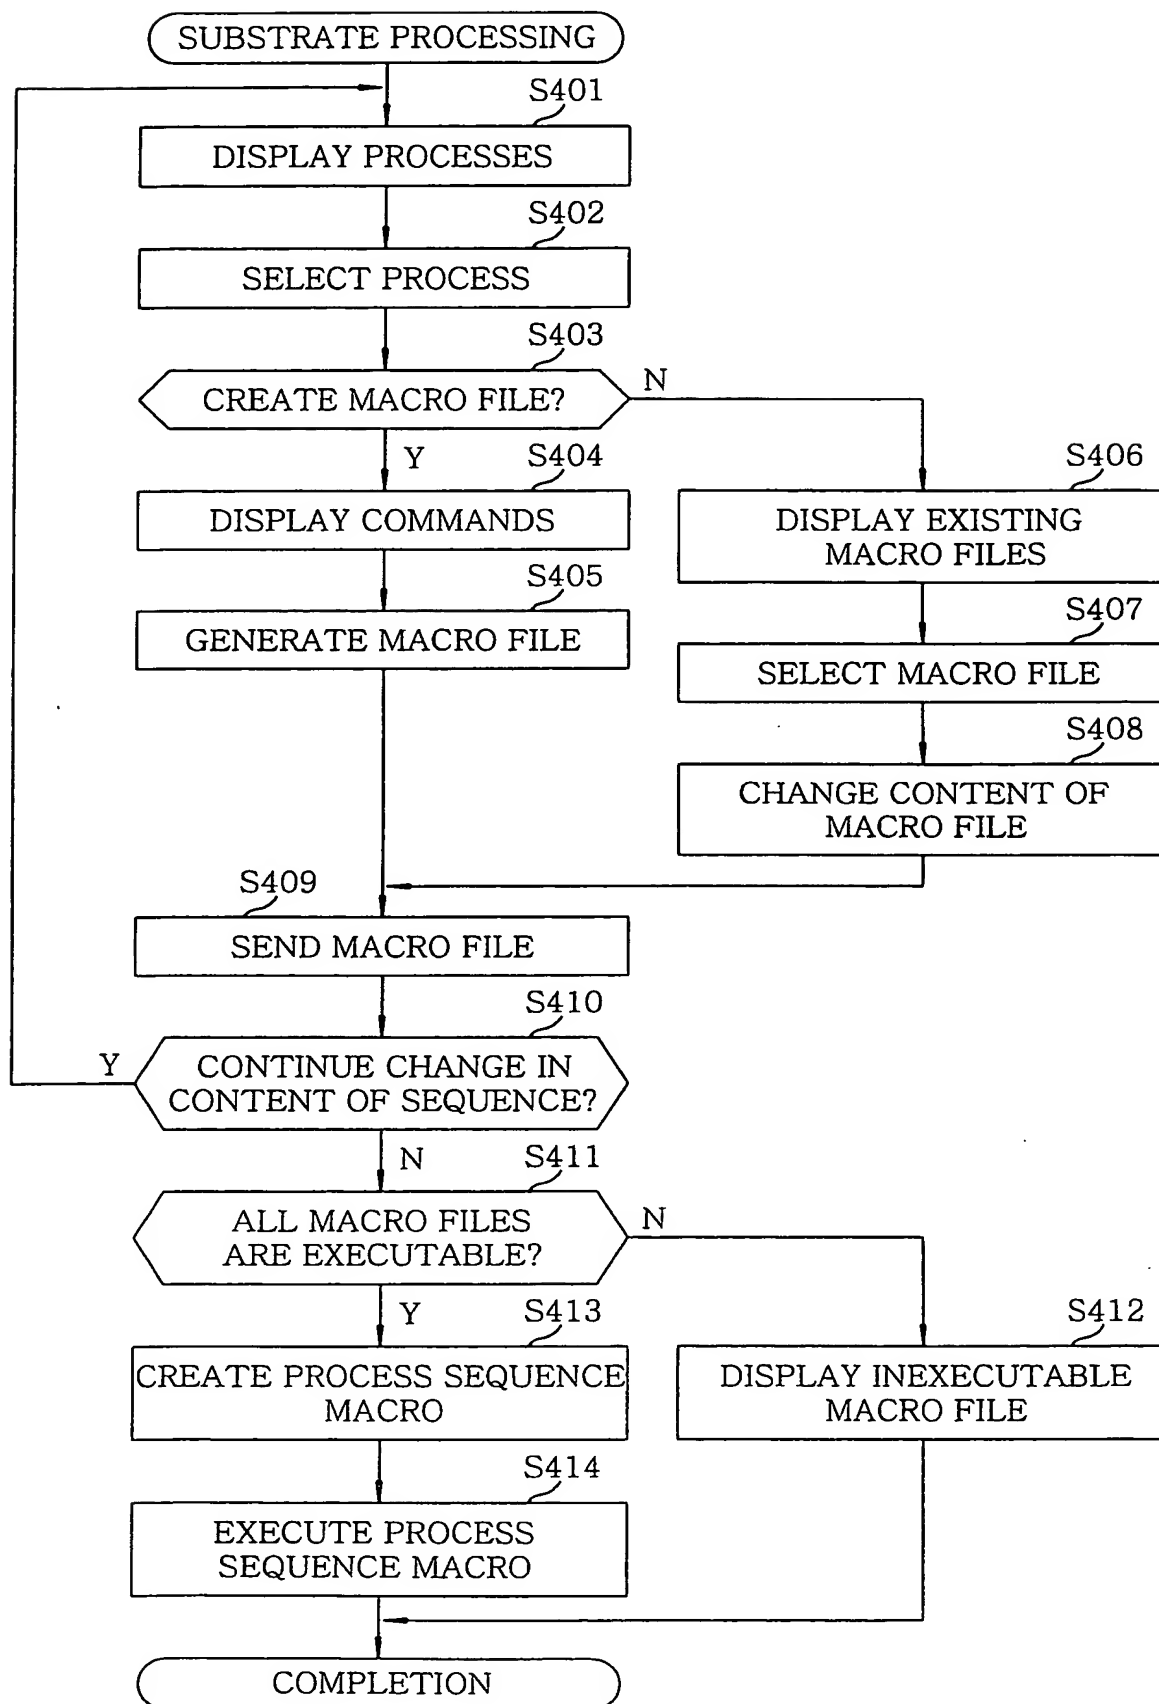 SUBSTRATE PROCESSING
S401
DISPLAY PROCESSES
S402
SELECT PROCESS
S403
CREATE MACRO FILE?
N
Y
S404
DISPLAY COMMANDS
S405
GENERATE MACRO FILE
S406
DISPLAY EXISTING
MACRO FILES
S407
SELECT MACRO FILE
S408
CHANGE CONTENT OF
MACRO FILE
S409
SEND MACRO FILE
S410
CONTINUE CHANGE IN
CONTENT OF SEQUENCE?
Y
N
S411
ALL MACRO FILES
ARE EXECUTABLE?
N
Y
S413
CREATE PROCESS SEQUENCE
MACRO
S412
DISPLAY INEXECUTABLE
MACRO FILE
S414
EXECUTE PROCESS
SEQUENCE MACRO
COMPLETION